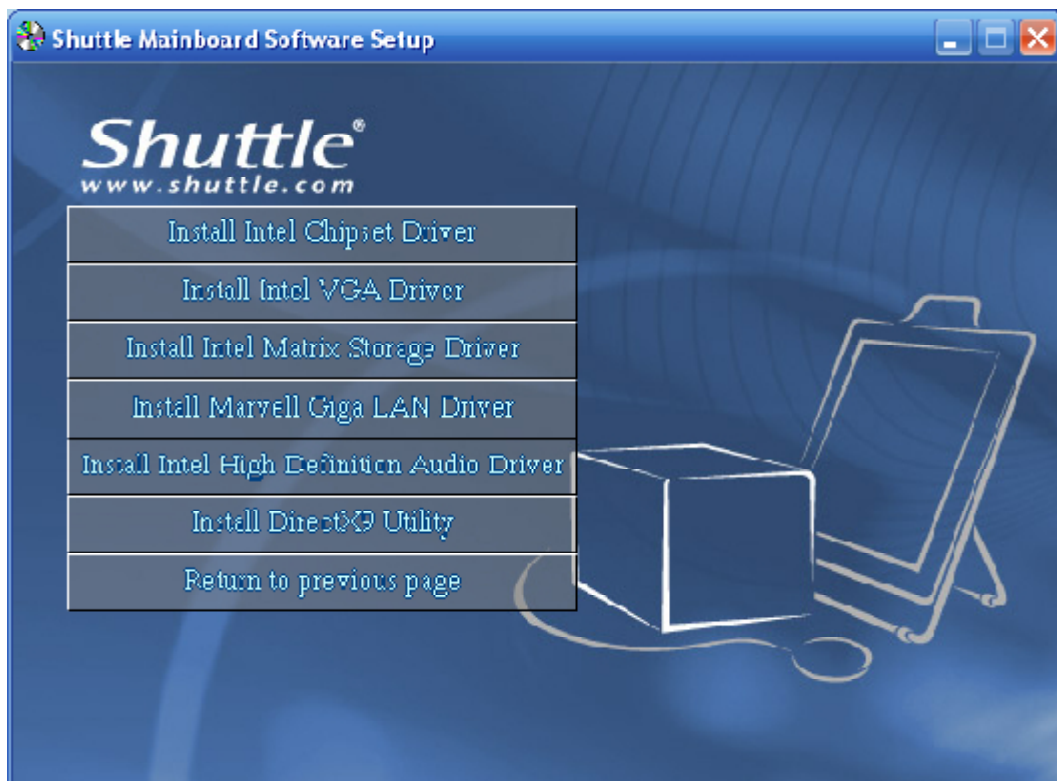 Shuttle Mainboard Software Setup
Shuttle®
www.shuttle.com
Install Intel Chipset Driver
Install Intel VGA Driver
Install Intel Matrix Storage Driver
Install Marvell Giga LAN Driver
Install Intel High Definition Audio Driver
Install DirectX9 Utility
Return to previous page